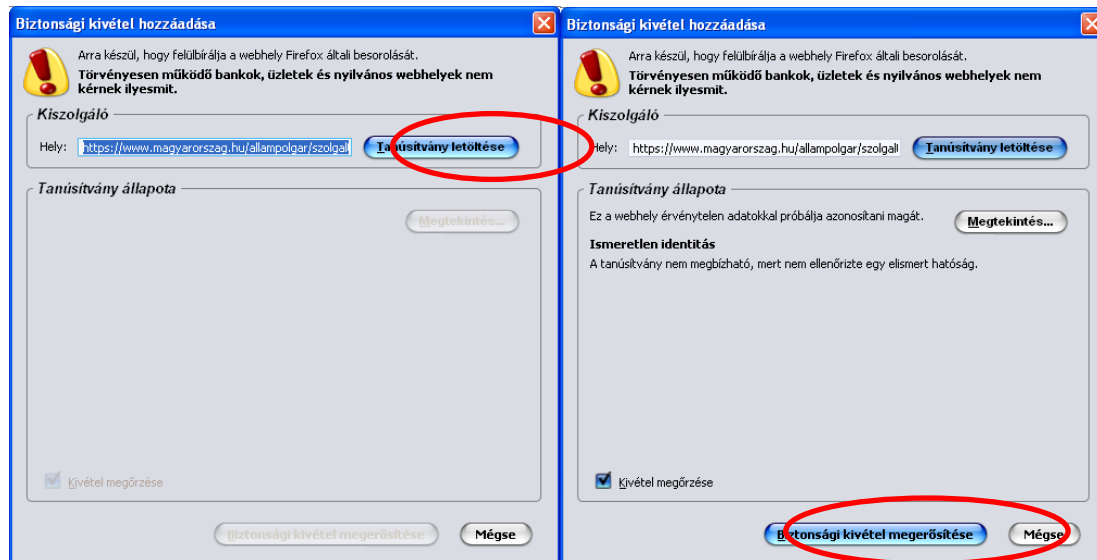 Biztonsági kivétel hozzáadása
Arra készül, hogy felülbírálja a webhely Firefox általi besorolását.
Törvényesen működő bankok, üzletek és nyilvános webhelyek nem
kérnek ilyesmit.
Kiszolgáló
Hely: https://www.magyarorszag.hu/allampolgar/szolgall Tanúsítvány letöltése
Tanúsítvány állapota
Megtekintés...
Kivétel megőrzése
Biztonsági kivétel megerősítése Mégse
Biztonsági kivétel hozzáadása
Arra készül, hogy felülbírálja a webhely Firefox általi besorolását.
Törvényesen működő bankok, üzletek és nyilvános webhelyek nem
kérnek ilyesmit.
Kiszolgáló
Hely: https://www.magyarorszag.hu/allampolgar/szolgall Tanúsítvány letöltése
Tanúsítvány állapota
Ez a webhely érvénytelen adatokkal próbálja azonosítani magát. Megtekintés...
Ismeretlen identitás
A tanúsítvány nem megbízható, mert nem ellenőrizte egy elismert hatóság.
Kivétel megőrzése
Biztonsági kivétel megerősítése Mégse